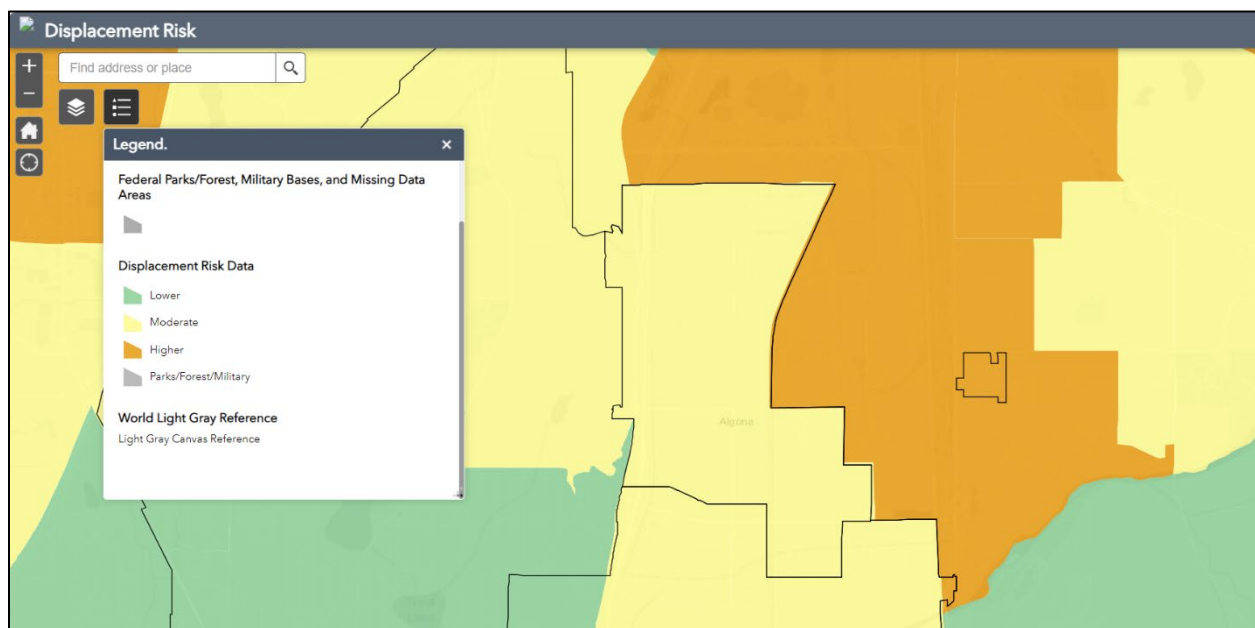 Displacement Risk
+
Find address or place
−
Legend.
×
Federal Parks/Forest, Military Bases, and Missing Data
Areas
Displacement Risk Data
Lower
Moderate
Higher
Parks/Forest/Military
World Light Gray Reference
Light Gray Canvas Reference
Algona